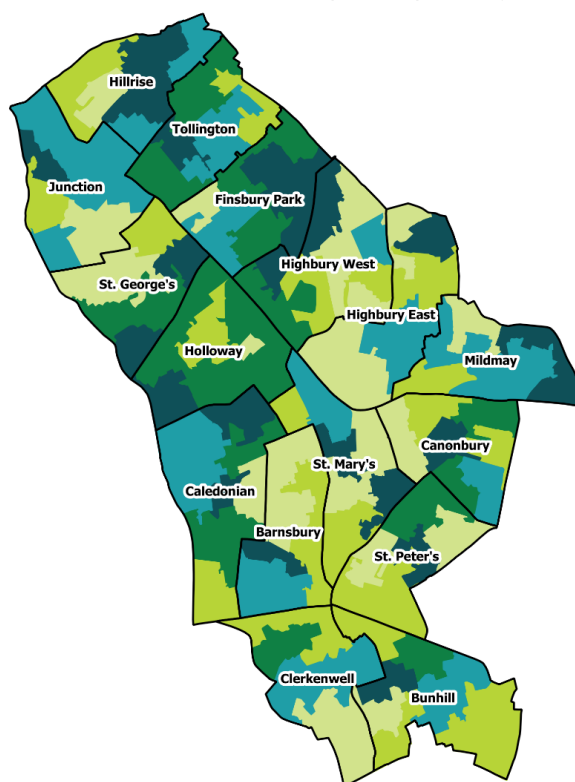 Hillrise
Tollington
Junction
Finsbury Park
Highbury West
St. George's
Highbury East
Holloway
Mildmay
Canonbury
St. Mary's
Caledonian
Barnsbury
St. Peter's
Clerkenwell
Bunhill